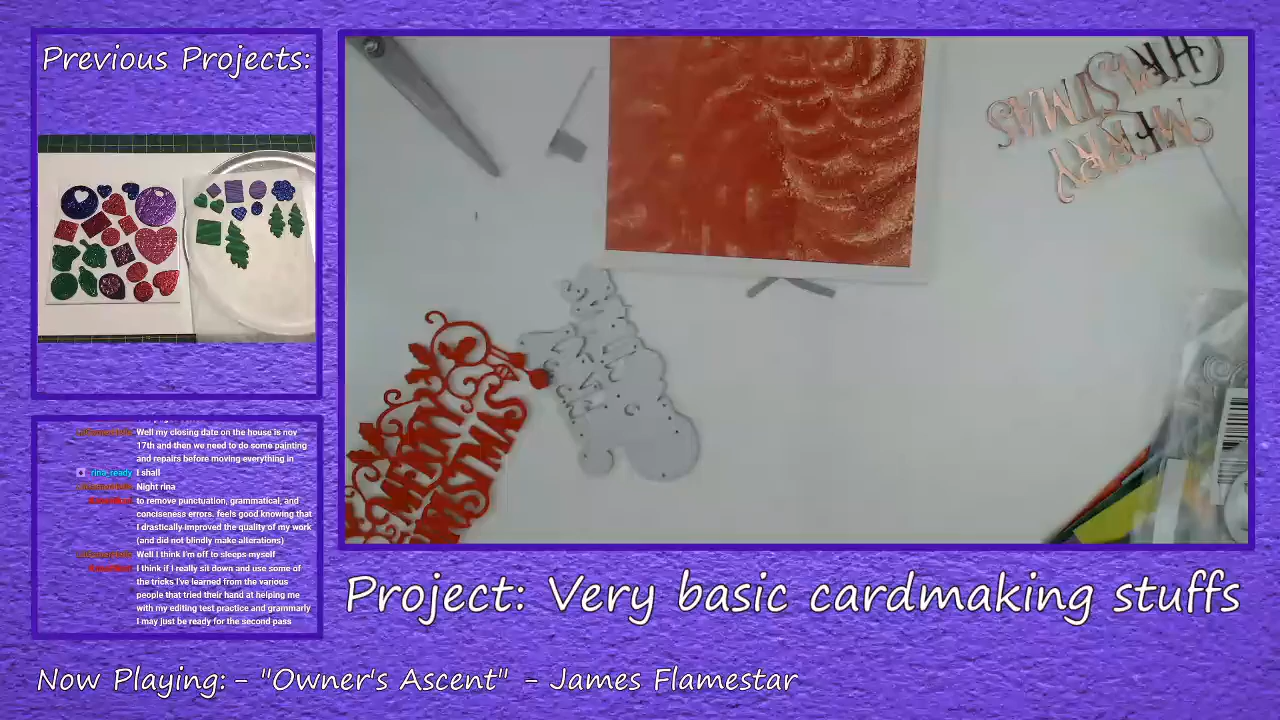 Previous Projects:
Well my closing date on the house is nov
17th and then we need to do some painting
and repairs before moving everything in
rina_ready I shall
Night rina
to remove punctuation, grammatical, and
conciseness errors. feels good knowing that
I drastically improved the quality of my work
(and did not blindly make alterations)
Well I think I'm off to sleeps myself
I think if I really sit down and use some of
the tricks I've learned from the various
people that tried their hand at helping me
with my editing test practice and grammarly
I may just be ready for the second pass
CHRISTMAS
MERRY
MERRY
CHRISTMAS
Project: Very basic cardmaking stuffs
Now Playing: - "Owner's Ascent" - James Flamestar